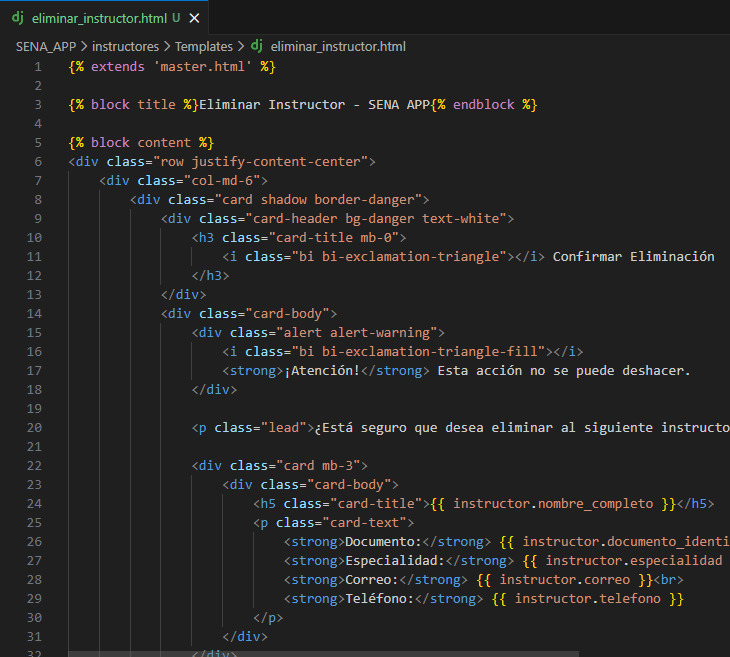 dj eliminar_instructor.html U ×
SENA_APP > instructores > Templates > dj eliminar_instructor.html
1 {% extends 'master.html' %}
2
3 {% block title %}Eliminar Instructor - SENA APP{% endblock %}
4
5 {% block content %}
6 <div class="row justify-content-center">
7 <div class="col-md-6">
8 <div class="card shadow border-danger">
9 <div class="card-header bg-danger text-white">
10 <h3 class="card-title mb-0">
11 <i class="bi bi-exclamation-triangle"></i> Confirmar Eliminación
12 </h3>
13 </div>
14 <div class="card-body">
15 <div class="alert alert-warning">
16 <i class="bi bi-exclamation-triangle-fill"></i>
17 <strong>¡Atención!</strong> Esta acción no se puede deshacer.
18 </div>
19
20 <p class="lead">¿Está seguro que desea eliminar al siguiente instructo
21
22 <div class="card mb-3">
23 <div class="card-body">
24 <h5 class="card-title">{{ instructor.nombre_completo }}</h5>
25 <p class="card-text">
26 <strong>Documento:</strong> {{ instructor.documento_identi
27 <strong>Especialidad:</strong> {{ instructor.especialidad
28 <strong>Correo:</strong> {{ instructor.correo }}<br>
29 <strong>Teléfono:</strong> {{ instructor.telefono }}
30 </p>
31 </div>
32 </div>